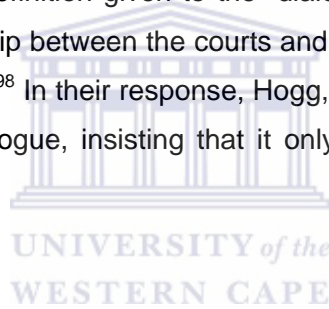 efinition given to the "dialo
ip between the courts and
98 In their response, Hogg,
ogue, insisting that it only
UNIVERSITY of the
WESTERN CAPE